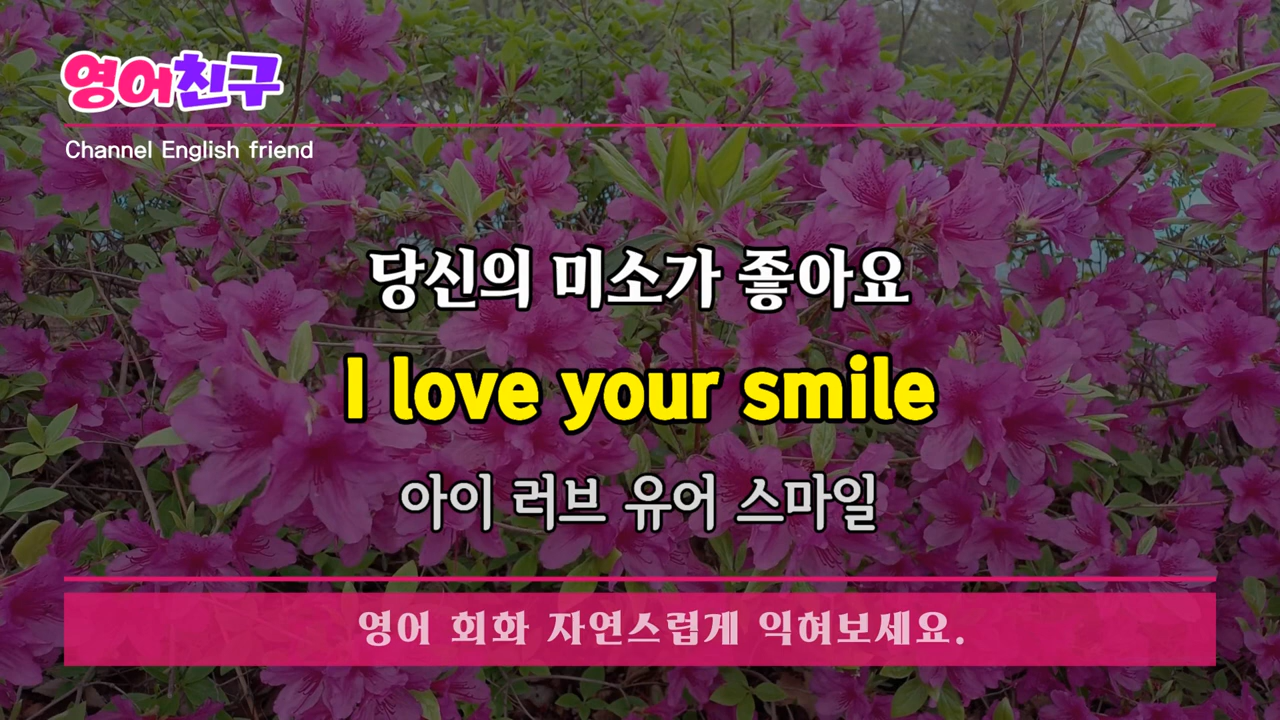 영어친구
Channel English friend
당신의 미소가 좋아요
I love your smile
아이 러브 유어 스마일
영어 회화 자연스럽게 익혀보세요.